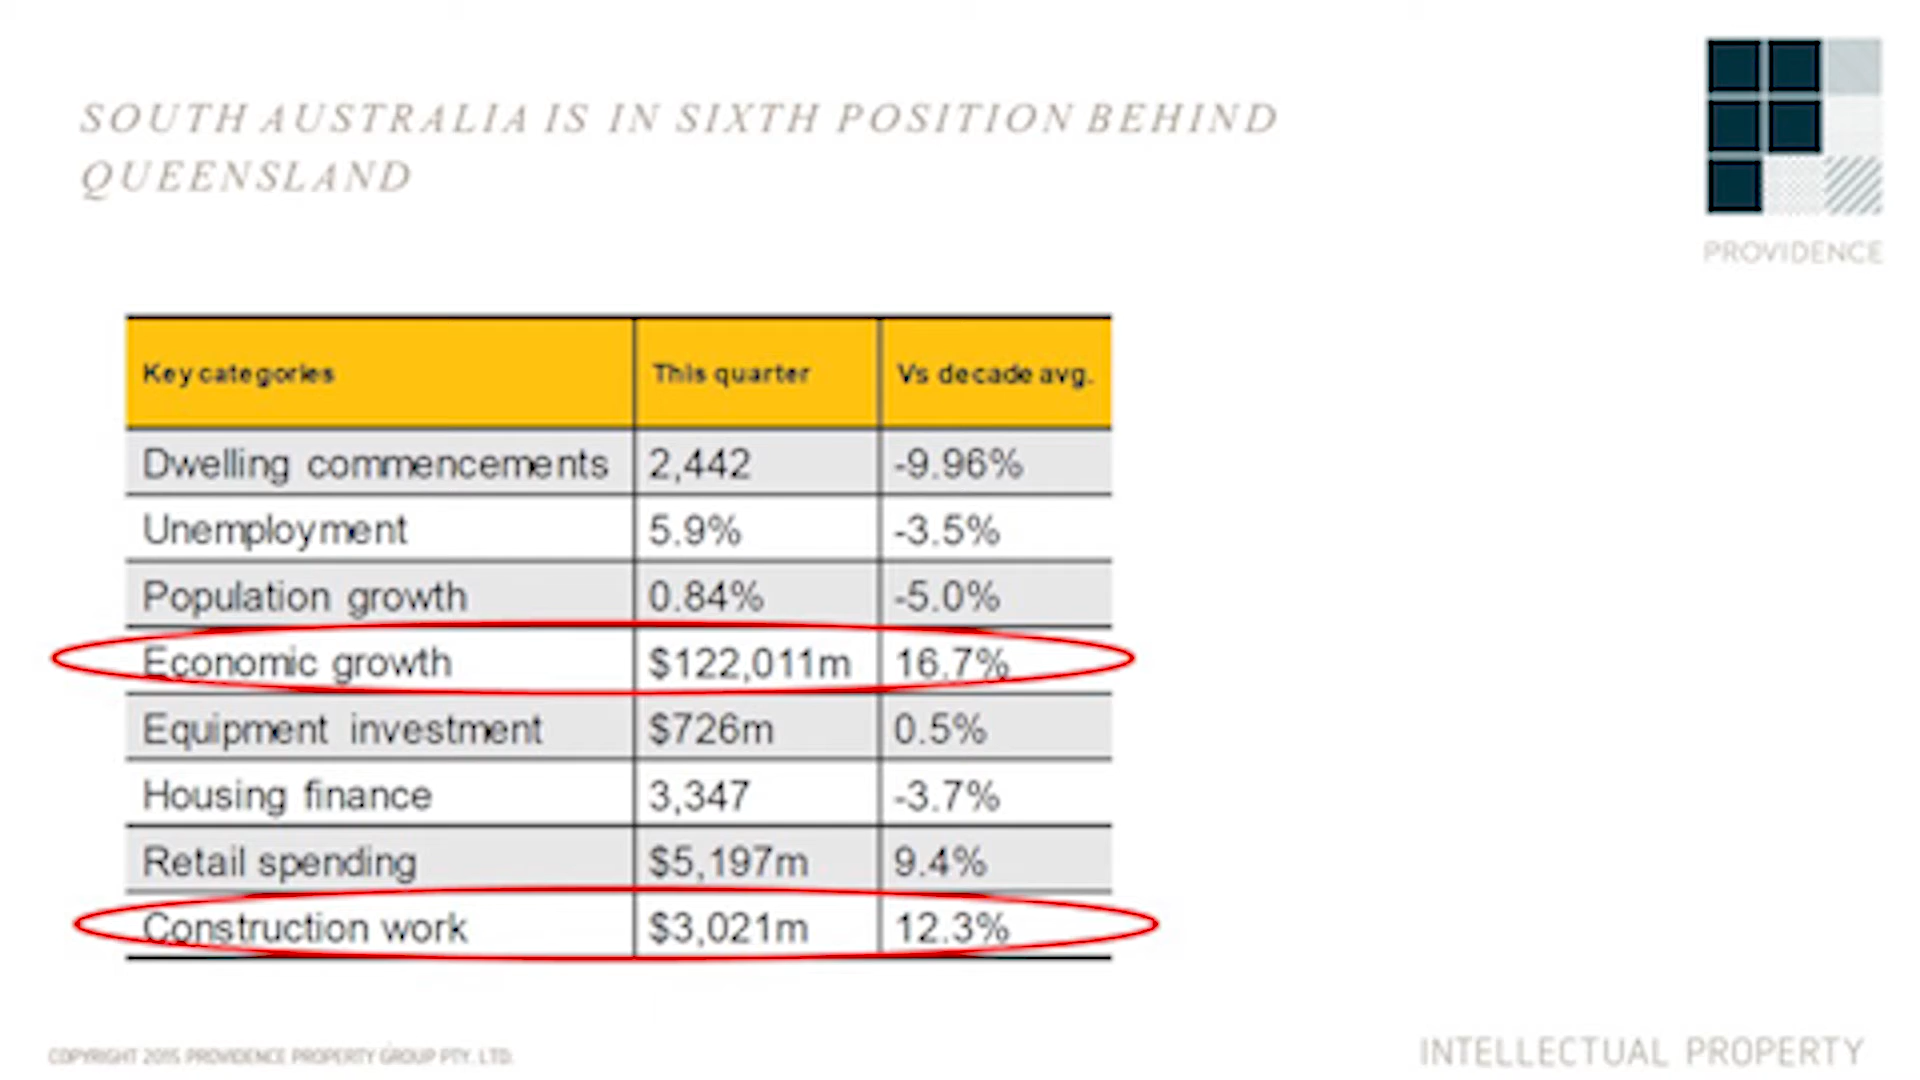 SOUTH AUSTRALIA IS IN SIXTH POSITION BEHIND
QUEENSLAND
PROVIDENCE
Key categories This quarter Vs decade avg.
Dwelling commencements 2,442 -9.96%
Unemployment 5.9% -3.5%
Population growth 0.84% -5.0%
Economic growth $122,011m 16.7%
Equipment investment $726m 0.5%
Housing finance 3,347 -3.7%
Retail spending $5,197m 9.4%
Construction work $3,021m 12.3%
COPYRIGHT 2015 PROVIDENCE PROPERTY GROUP PTY. LTD.
INTELLECTUAL PROPERTY